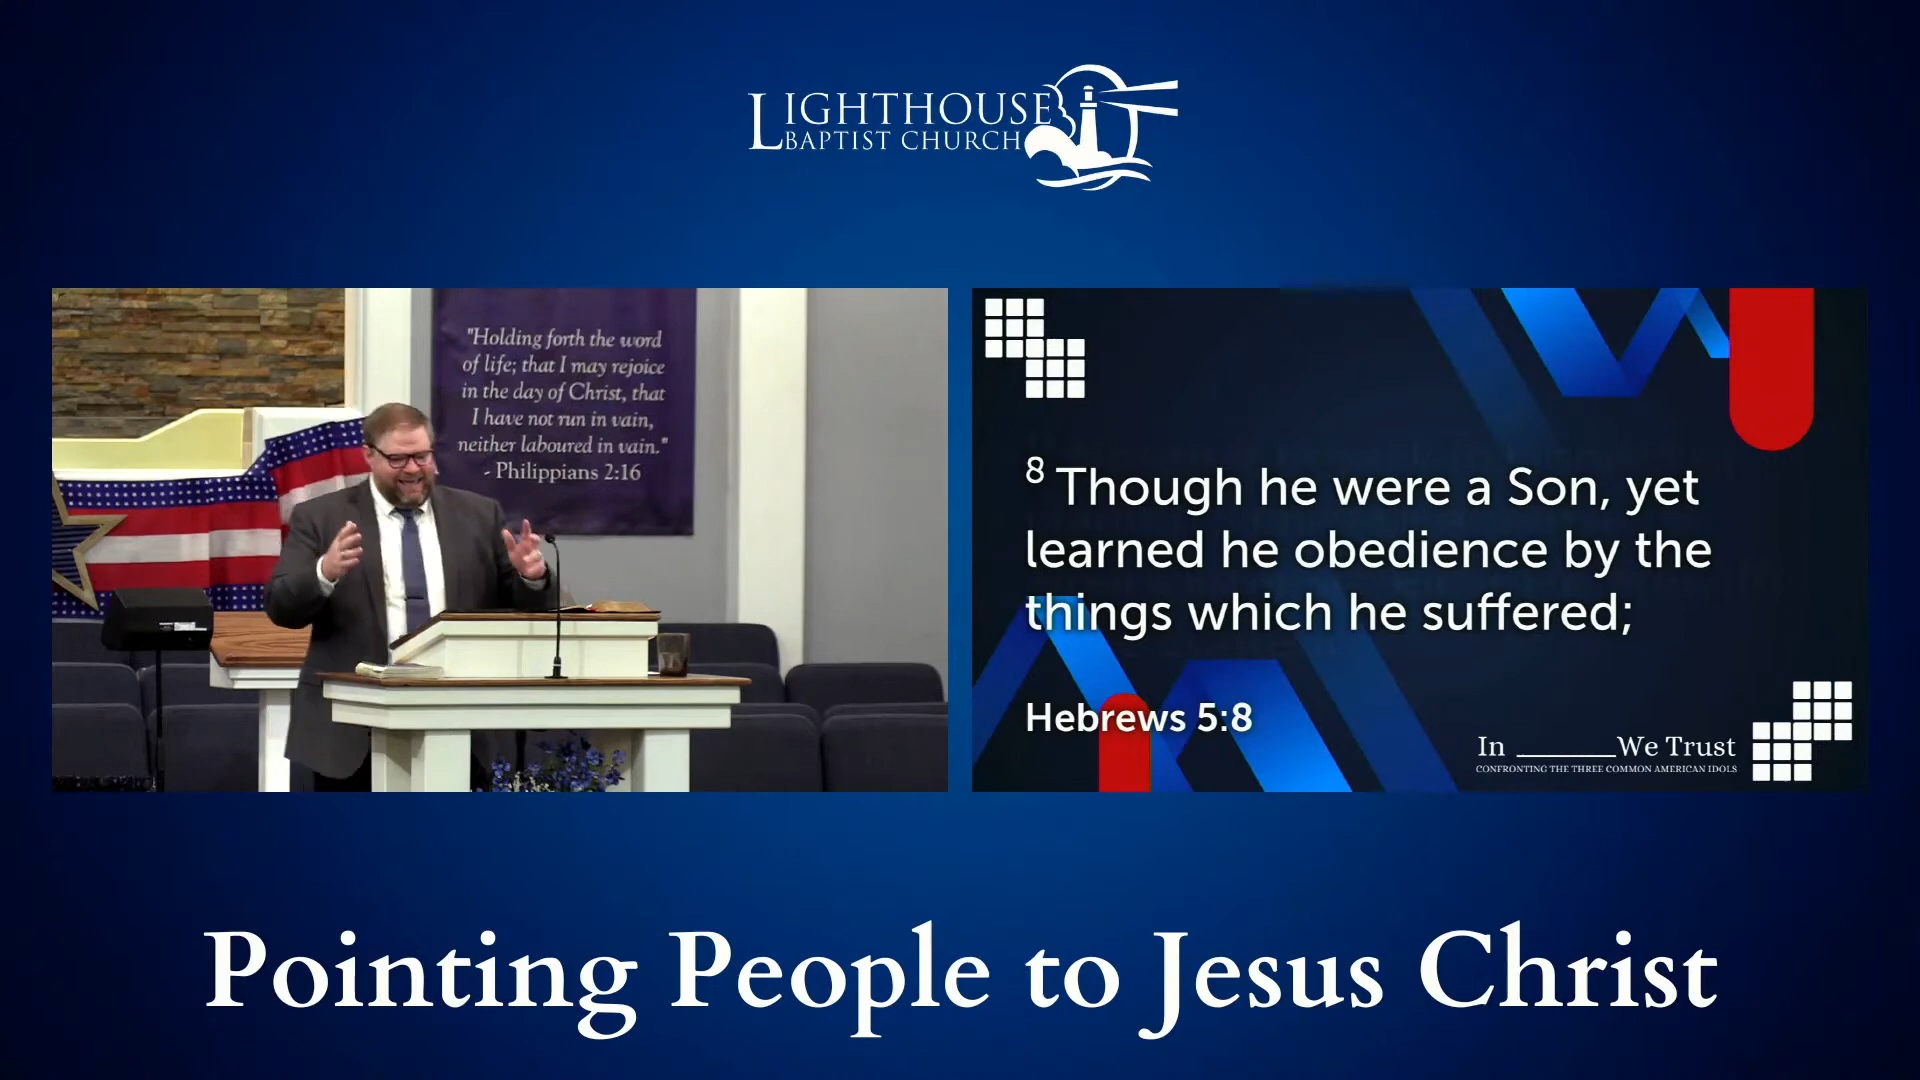 LIGHTHOUSE
BAPTIST CHURCH
"Holding forth the word
of life; that I may rejoice
in the day of Christ, that
I have not run in vain,
neither laboured in vain."
- Philippians 2:16
8 Though he were a Son, yet
learned he obedience by the
things which he suffered;
Hebrews 5:8
In ______We Trust
CONFRONTING THE THREE COMMON AMERICAN IDOLS
Pointing People to Jesus Christ